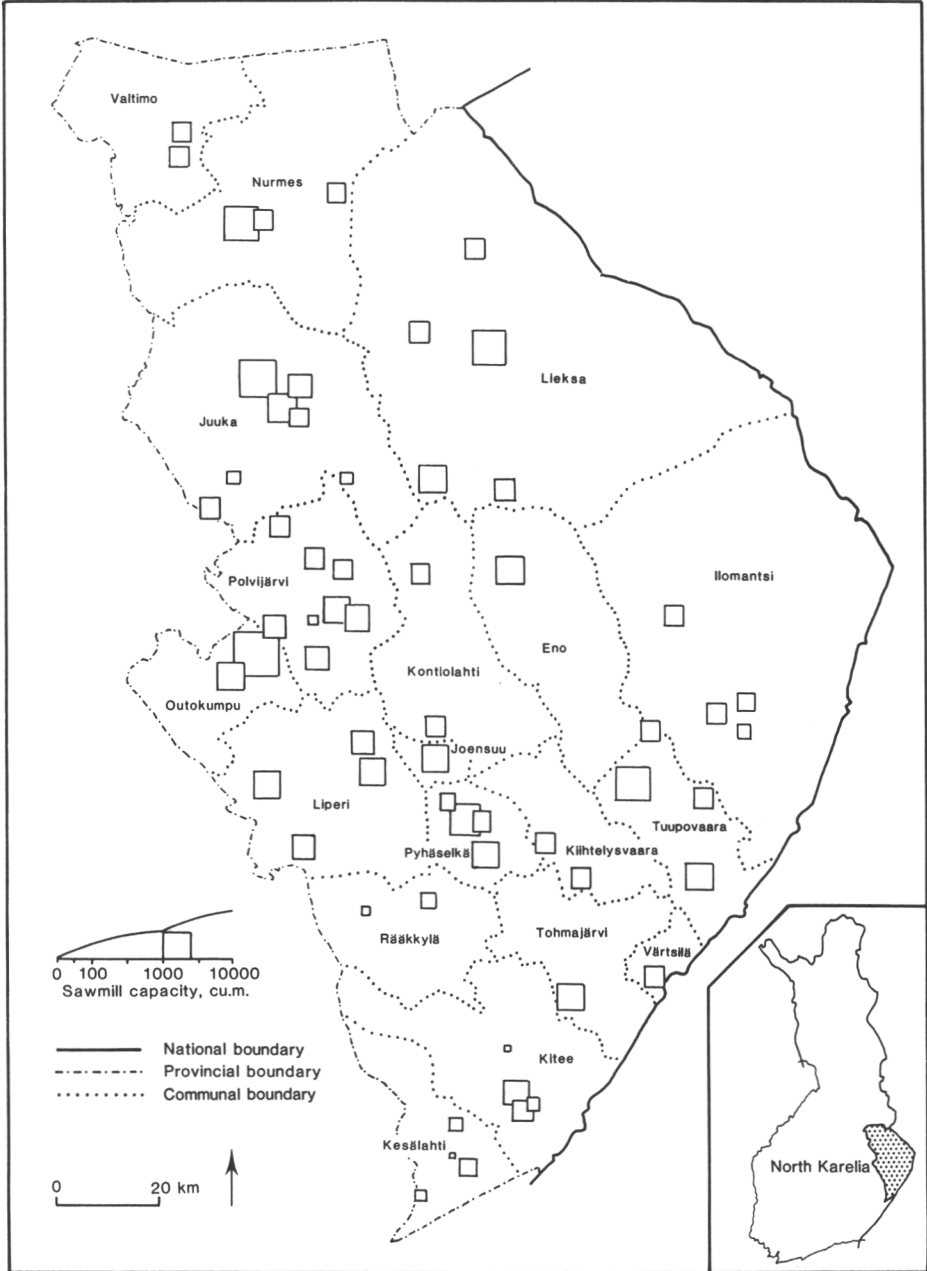 Valtimo
Nurmes
Lieksa
Juuka
Polvijärvi
Ilomantsi
Eno
Kontiolahti
Outokumpu
Joensuu
Liperi
Tuupovaara
Pyhäselkä
Kiihtelysvaara
Rääkkylä
Tohmajärvi
Värtsilä
0 100 1000 10000
Sawmill capacity, cu.m.
National boundary
Provincial boundary
Communal boundary
Kitee
Kesälahti
0 20 km
North Karelia